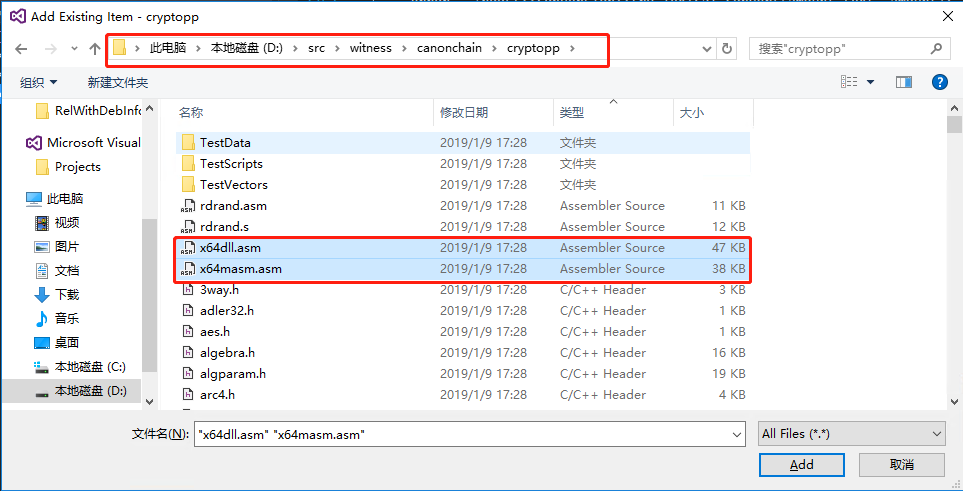 Add Existing Item - cryptopp
此电脑 > 本地磁盘 (D:) > src > witness > canonchain > cryptopp >
搜索"cryptopp"
组织 新建文件夹
RelWithDebInfo
Microsoft Visual
Projects
此电脑
视频
图片
文档
下载
音乐
桌面
本地磁盘 (C:)
本地磁盘 (D:)
名称 修改日期 类型 大小
TestData 2019/1/9 17:28 文件夹
TestScripts 2019/1/9 17:28 文件夹
TestVectors 2019/1/9 17:28 文件夹
rdrand.asm 2019/1/9 17:28 Assembler Source 11 KB
rdrand.s 2019/1/9 17:28 Assembler Source 12 KB
x64dll.asm 2019/1/9 17:28 Assembler Source 47 KB
x64masm.asm 2019/1/9 17:28 Assembler Source 38 KB
3way.h 2019/1/9 17:28 C/C++ Header 3 KB
adler32.h 2019/1/9 17:28 C/C++ Header 1 KB
aes.h 2019/1/9 17:28 C/C++ Header 1 KB
algebra.h 2019/1/9 17:28 C/C++ Header 16 KB
algparam.h 2019/1/9 17:28 C/C++ Header 19 KB
arc4.h 2019/1/9 17:28 C/C++ Header 4 KB
文件名(N): "x64dll.asm" "x64masm.asm"
All Files (*.*)
Add 取消